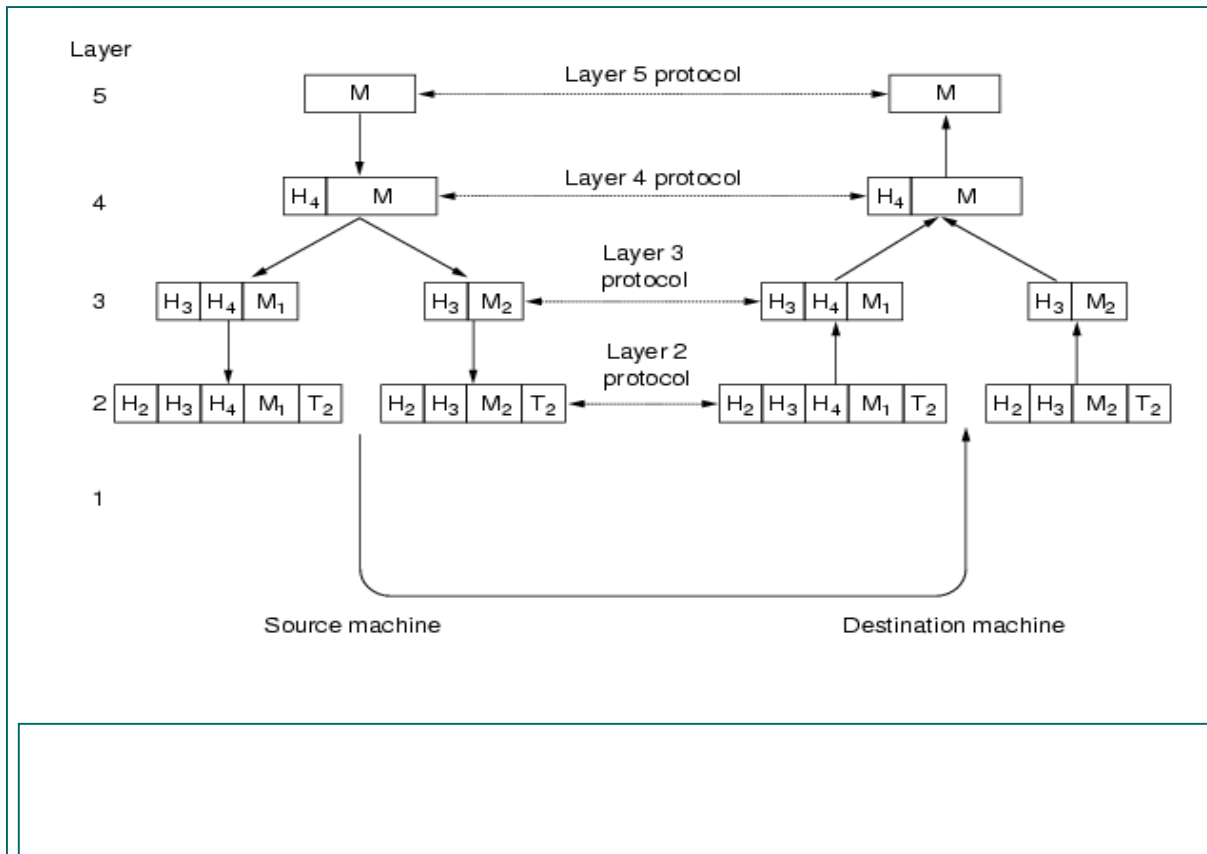 Layer
Layer 5 protocol
5 M M
Layer 4 protocol
4 H₄ M H₄ M
Layer 3
protocol
3 H₃ H₄ M₁ H₃ M₂ H₃ H₄ M₁ H₃ M₂
Layer 2
protocol
2 H₂ H₃ H₄ M₁ T₂ H₂ H₃ M₂ T₂ H₂ H₃ H₄ M₁ T₂ H₂ H₃ M₂ T₂
1
Source machine Destination machine